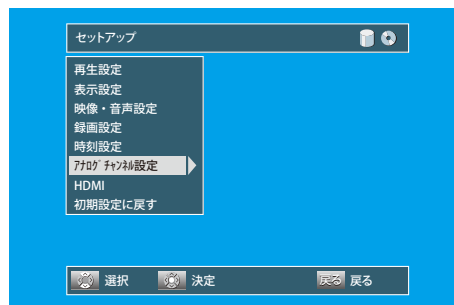 セットアップ
再生設定
表示設定
映像・音声設定
録画設定
時刻設定
ｱﾅﾛｸﾞ ﾁｬﾝﾈﾙ設定
HDMI
初期設定に戻す
選択 決定 戻る 戻る